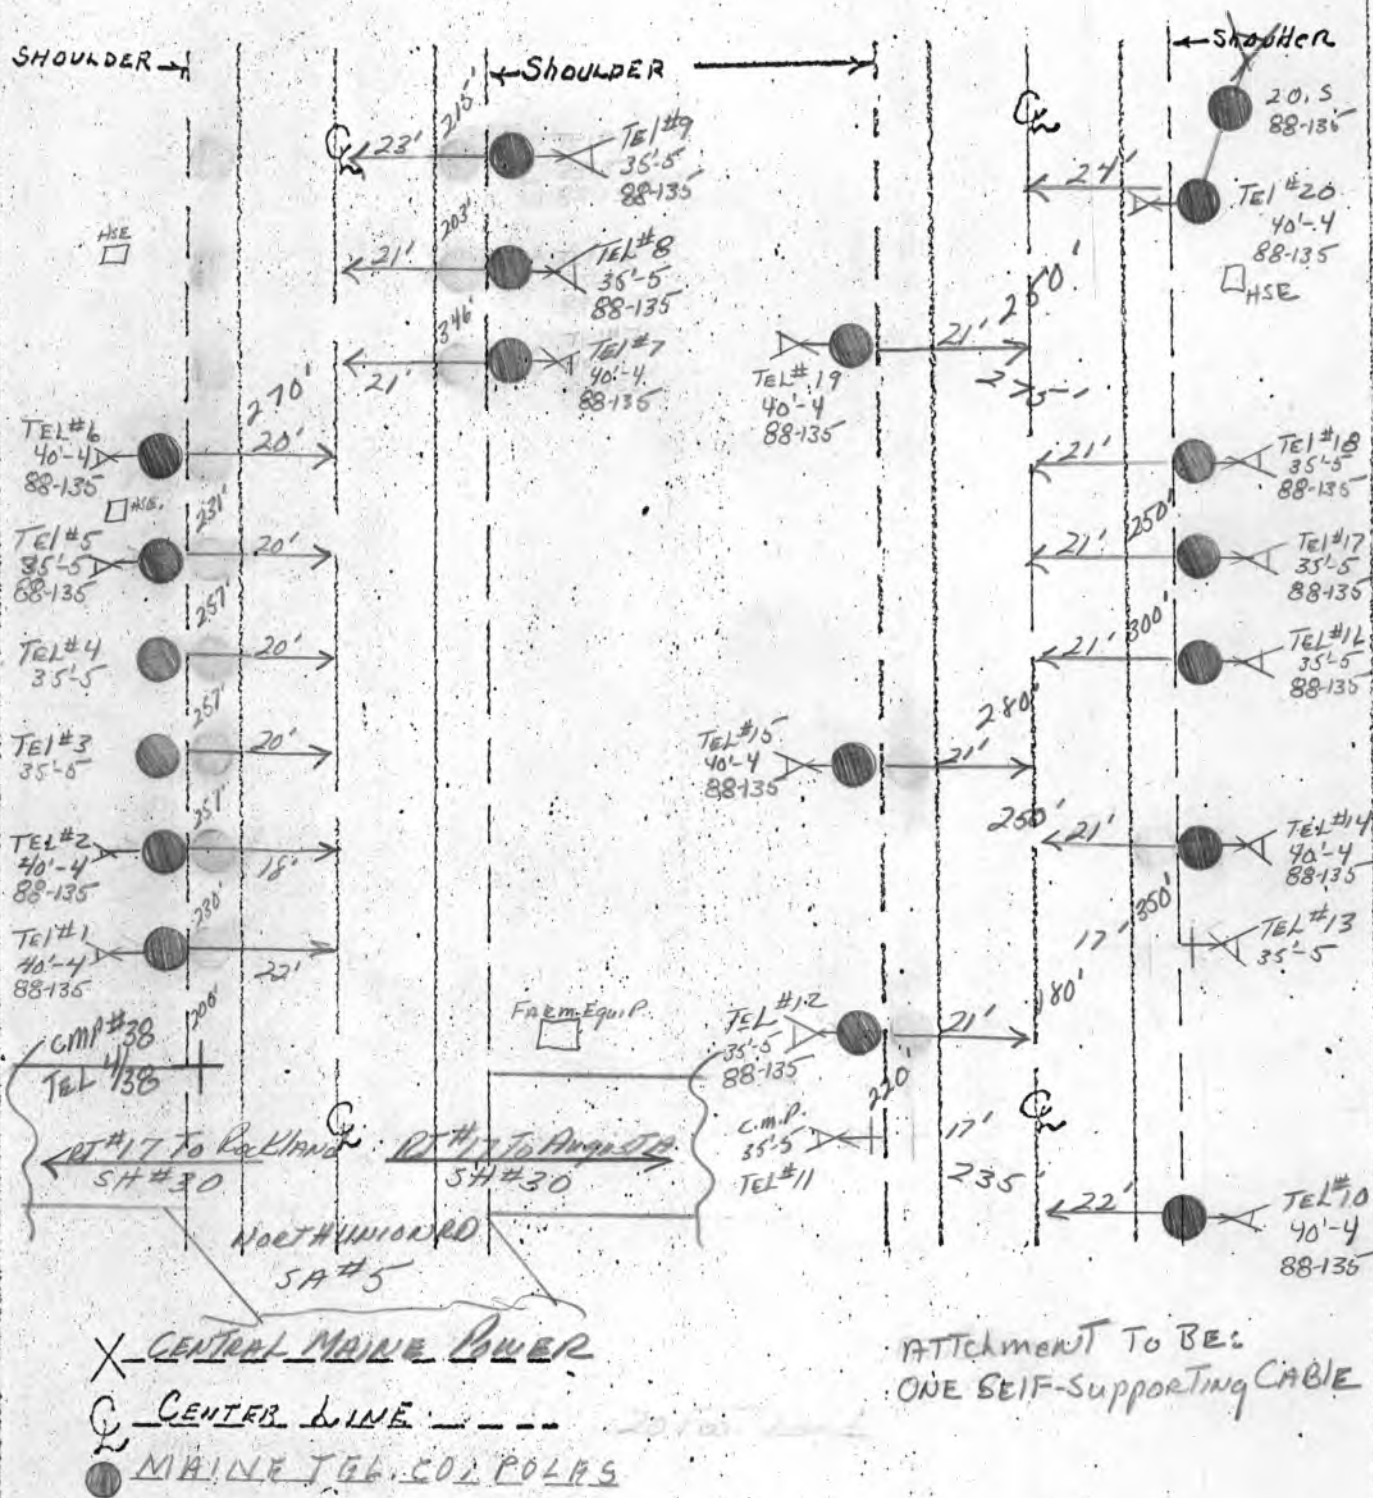 SHOULDER
SHOULDER
SHOULDER
℄
23'
215'
TEl #9
35'-5
88-135
HSE
21'
203'
TEL #8
35'-5
88-135
21'
346'
TEl #7
40'-4
88-135
270'
TEL #6
40'-4
88-135
20'
HSE.
231'
TEl #5
35'-5
88-135
20'
257'
TEL #4
35'-5
20'
257'
TEl #3
35'-5
20'
257'
TEL #2
40'-4
88-135
18'
230'
TEl #1
40'-4
88-135
22'
200'
CMP #38
TEL 4/38
FARM-EQUIP.
℄
RT #17 To RockLAND
SH #30
RT #17 To AugusTA
SH #30
NORTH UNION RD
SA #5
℄
20.5
88-135
24'
TEl #20
40'-4
88-135
HSE
250'
TEL #19
40'-4
88-135
21'
275'
21'
TEl #18
35'-5
88-135
250'
21'
TEl #17
35'-5
88-135
300'
21'
35'-5
88-135
280'
TEL #15
40'-4
88-135
21'
250'
21'
TEL #14
40'-4
88-135
350'
17'
TEL #13
35'-5
180'
TEL #12
35'-5
88-135
21'
220'
℄
C.M.P.
35'-5
TEL #11
17'
235
22'
TEL #10
40'-4
88-135
X CENTRAL MAINE POWER
℄ CENTER LINE
MAINE TEL. CO. POLES
ATTChmenT To BE:
ONE SElF-SuppoRTing CABlE